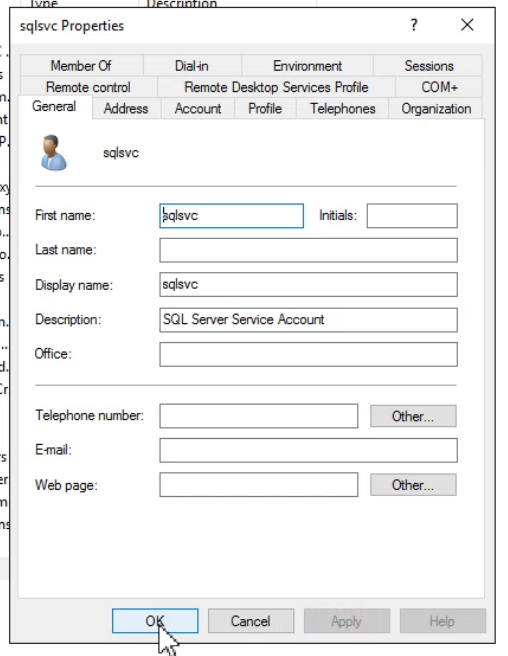 Type Description
sqlsvc Properties ? ×
Member Of Dial-in Environment Sessions
Remote control Remote Desktop Services Profile COM+
General Address Account Profile Telephones Organization
sqlsvc
First name: sqlsvc Initials:
Last name:
Display name: sqlsvc
Description: SQL Server Service Account
Office:
Telephone number: Other...
E-mail:
Web page: Other...
OK Cancel Apply Help